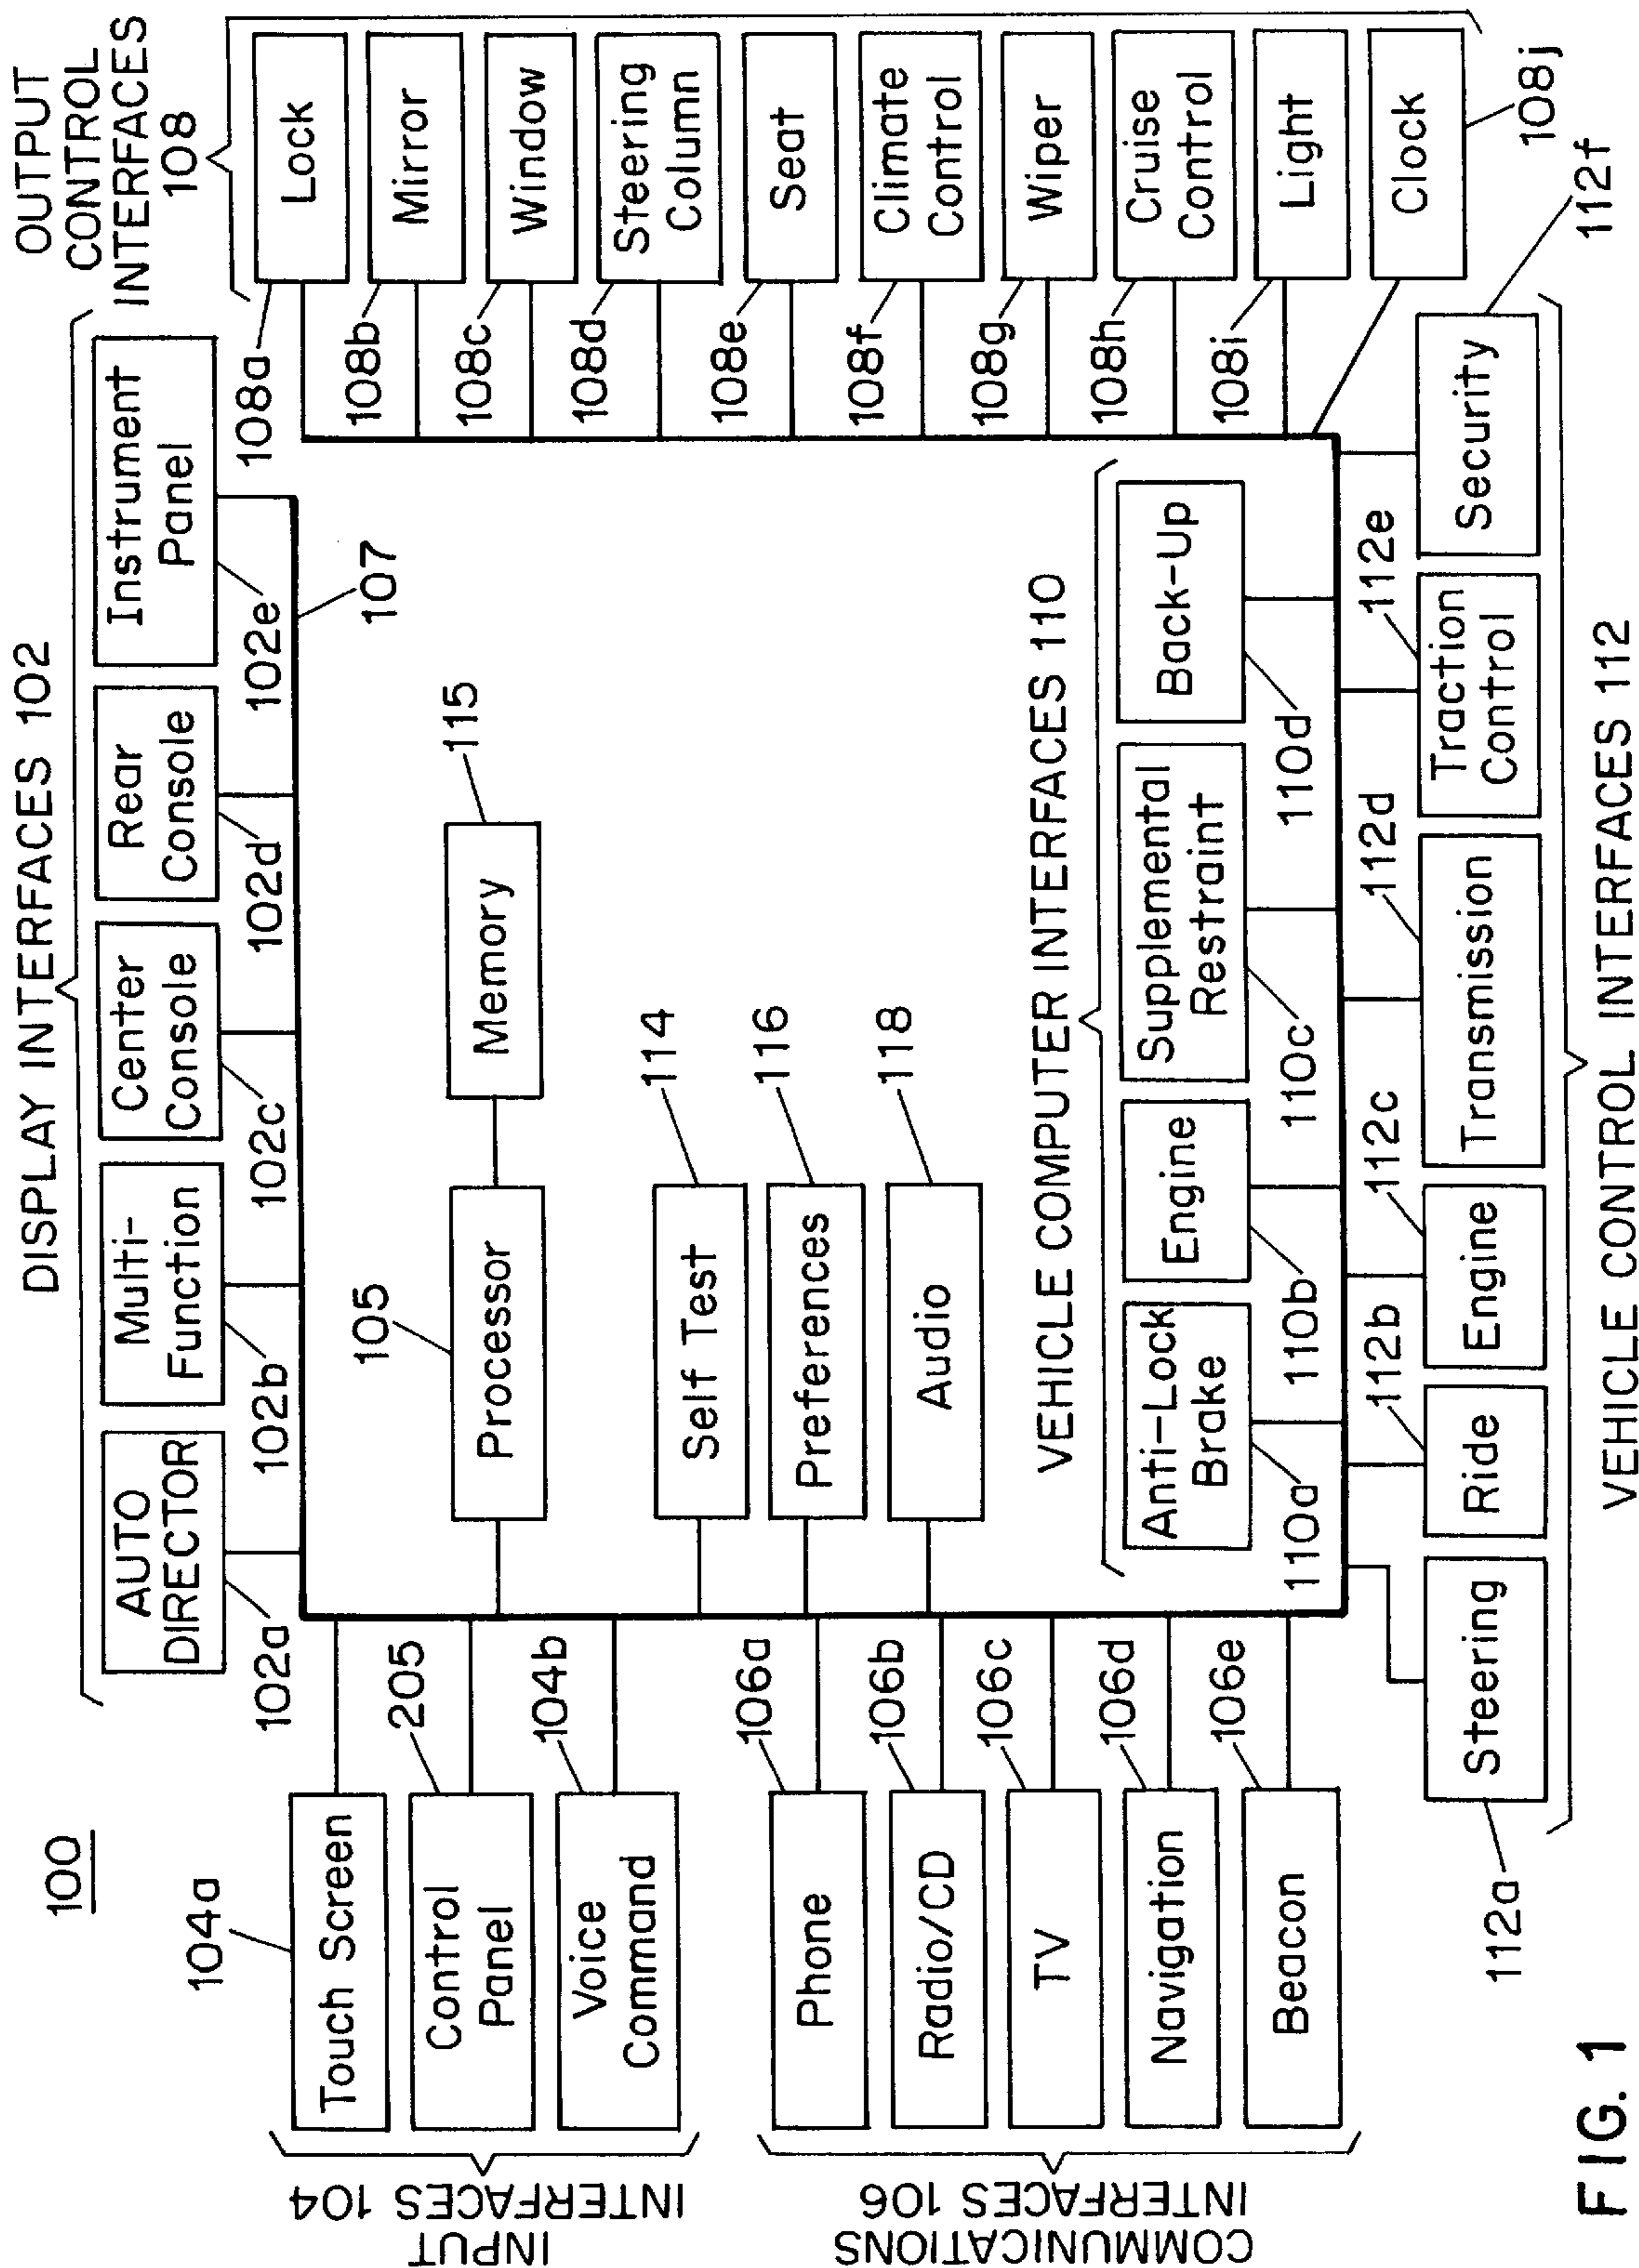 100
DISPLAY INTERFACES 102
AUTO
DIRECTOR
102a
Multi-
Function
102b
Center
Console
102c
Rear
Console
102d
Instrument
Panel
102e
107
OUTPUT
CONTROL
INTERFACES
108
Lock
108a
Mirror
108b
Window
108c
Steering
Column
108d
Seat
108e
Climate
Control
108f
Wiper
108g
Cruise
Control
108h
Light
108i
Clock
108j
INPUT
INTERFACES 104
104a
Touch Screen
205
Control
Panel
104b
Voice
Command
COMMUNICATIONS
INTERFACES 106
106a
Phone
106b
Radio/CD
106c
TV
106d
Navigation
106e
Beacon
105
Processor
115
Memory
114
Self Test
116
Preferences
118
Audio
VEHICLE COMPUTER INTERFACES 110
Anti-Lock
Brake
110a
Engine
110b
Supplemental
Restraint
110c
Back-Up
110d
112a
Steering
112b
Ride
112c
Engine
112d
Transmission
112e
Traction
Control
112f
Security
VEHICLE CONTROL INTERFACES 112
FIG. 1